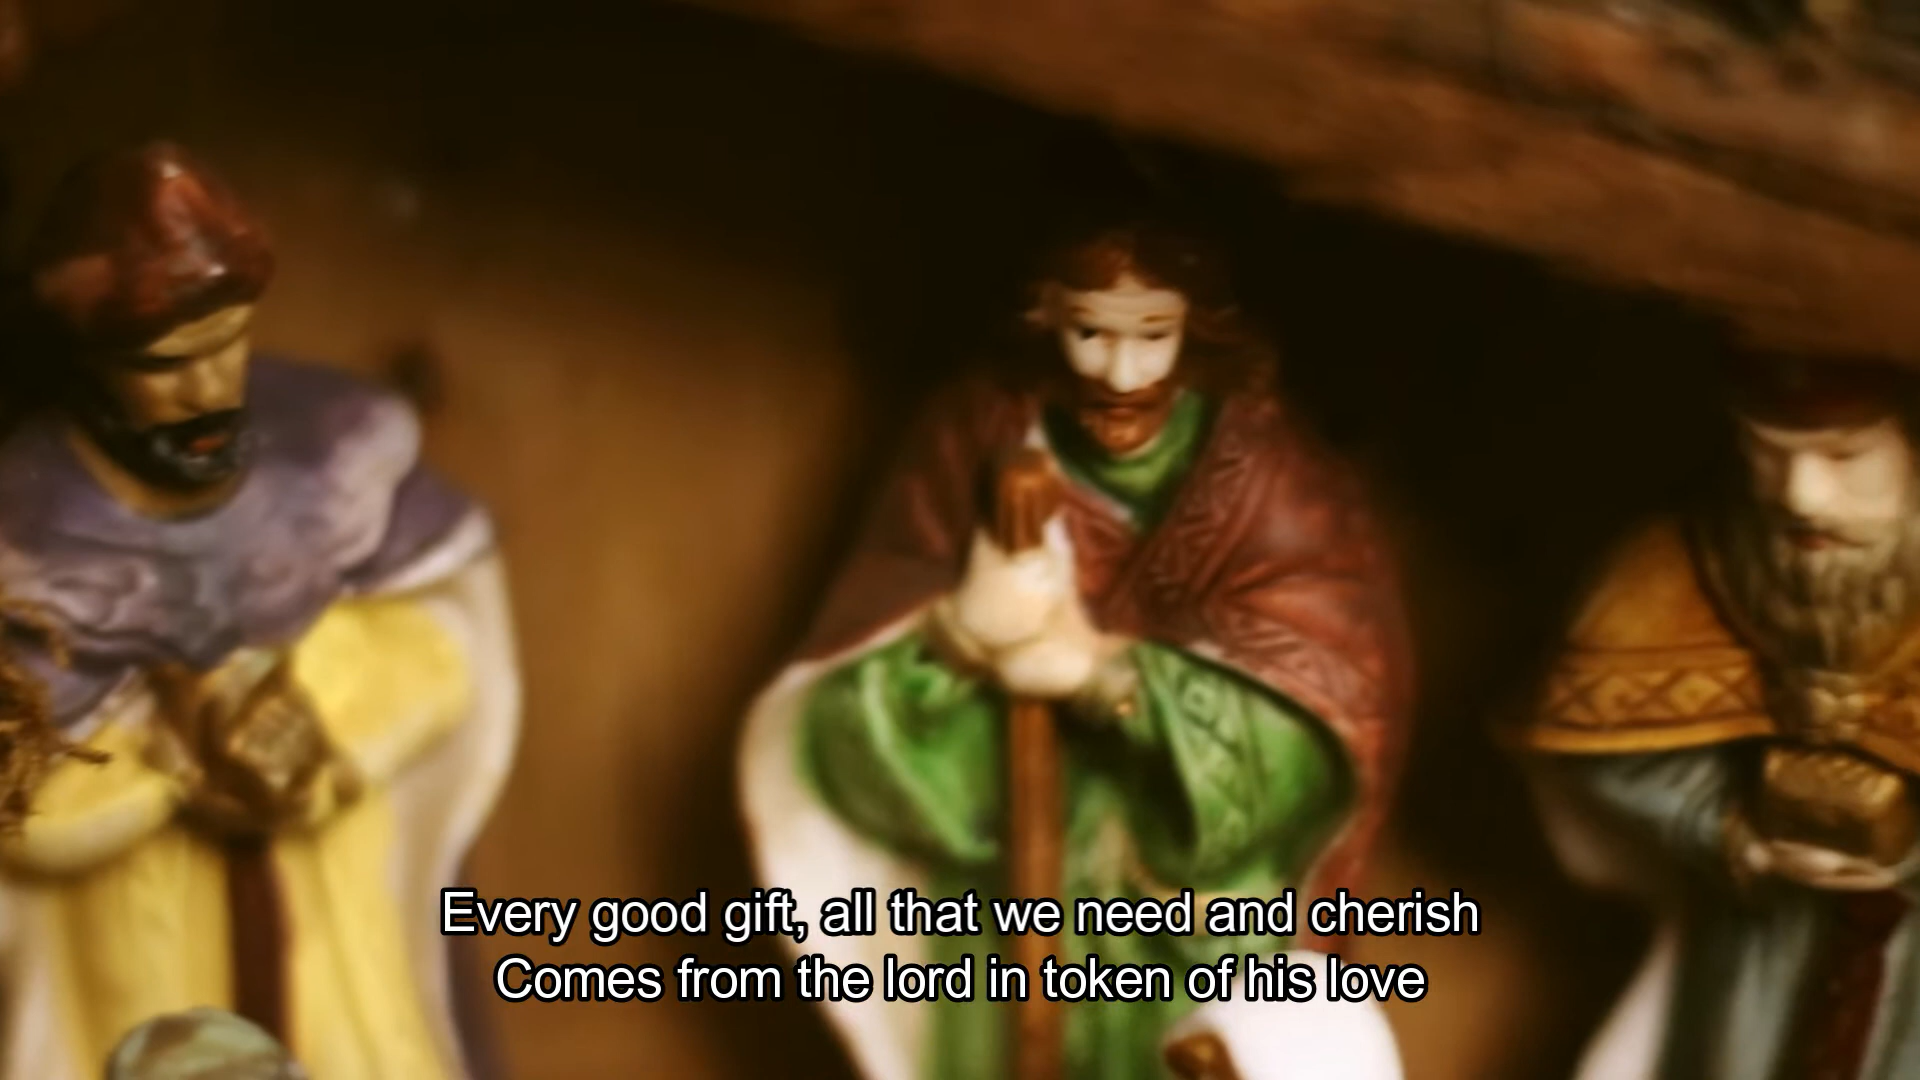 Every good gift, all that we need and cherish
Comes from the lord in token of his love